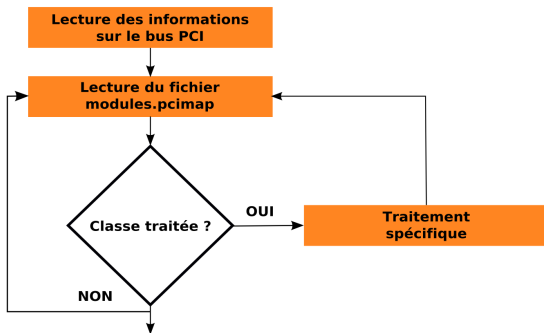 Lecture des informations
sur le bus PCI
Lecture du fichier
modules.pcimap
Classe traitée ?
OUI
Traitement
spécifique
NON